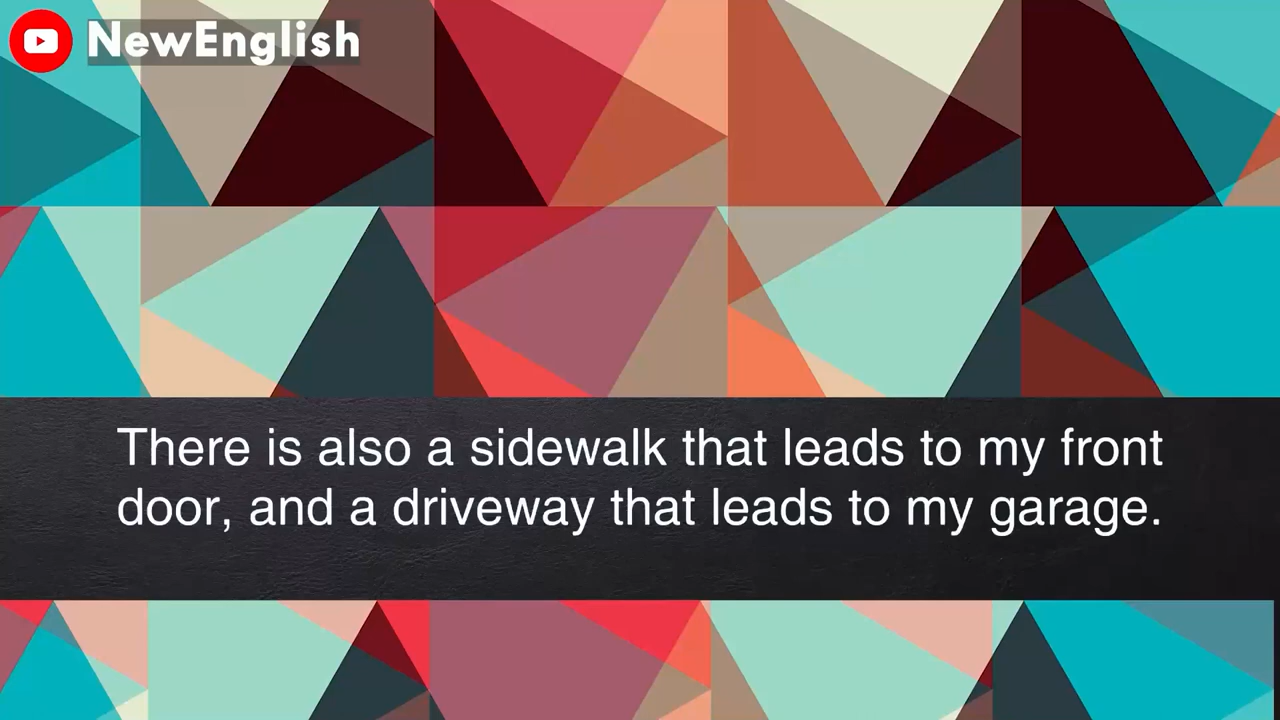 NewEnglish
There is also a sidewalk that leads to my front
door, and a driveway that leads to my garage.